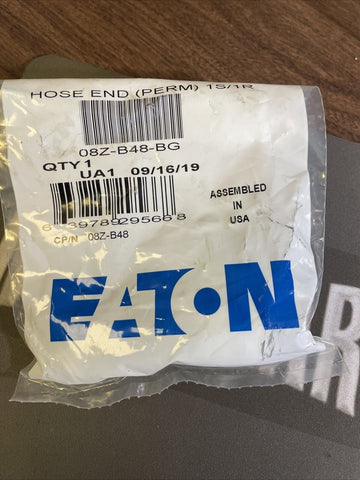 HOSE END (PERM) 1S/1R
08Z-B48-BG
QTY 1
UA1 09/16/19
ASSEMBLED
IN
USA
CP/N 08Z-B48
EATON